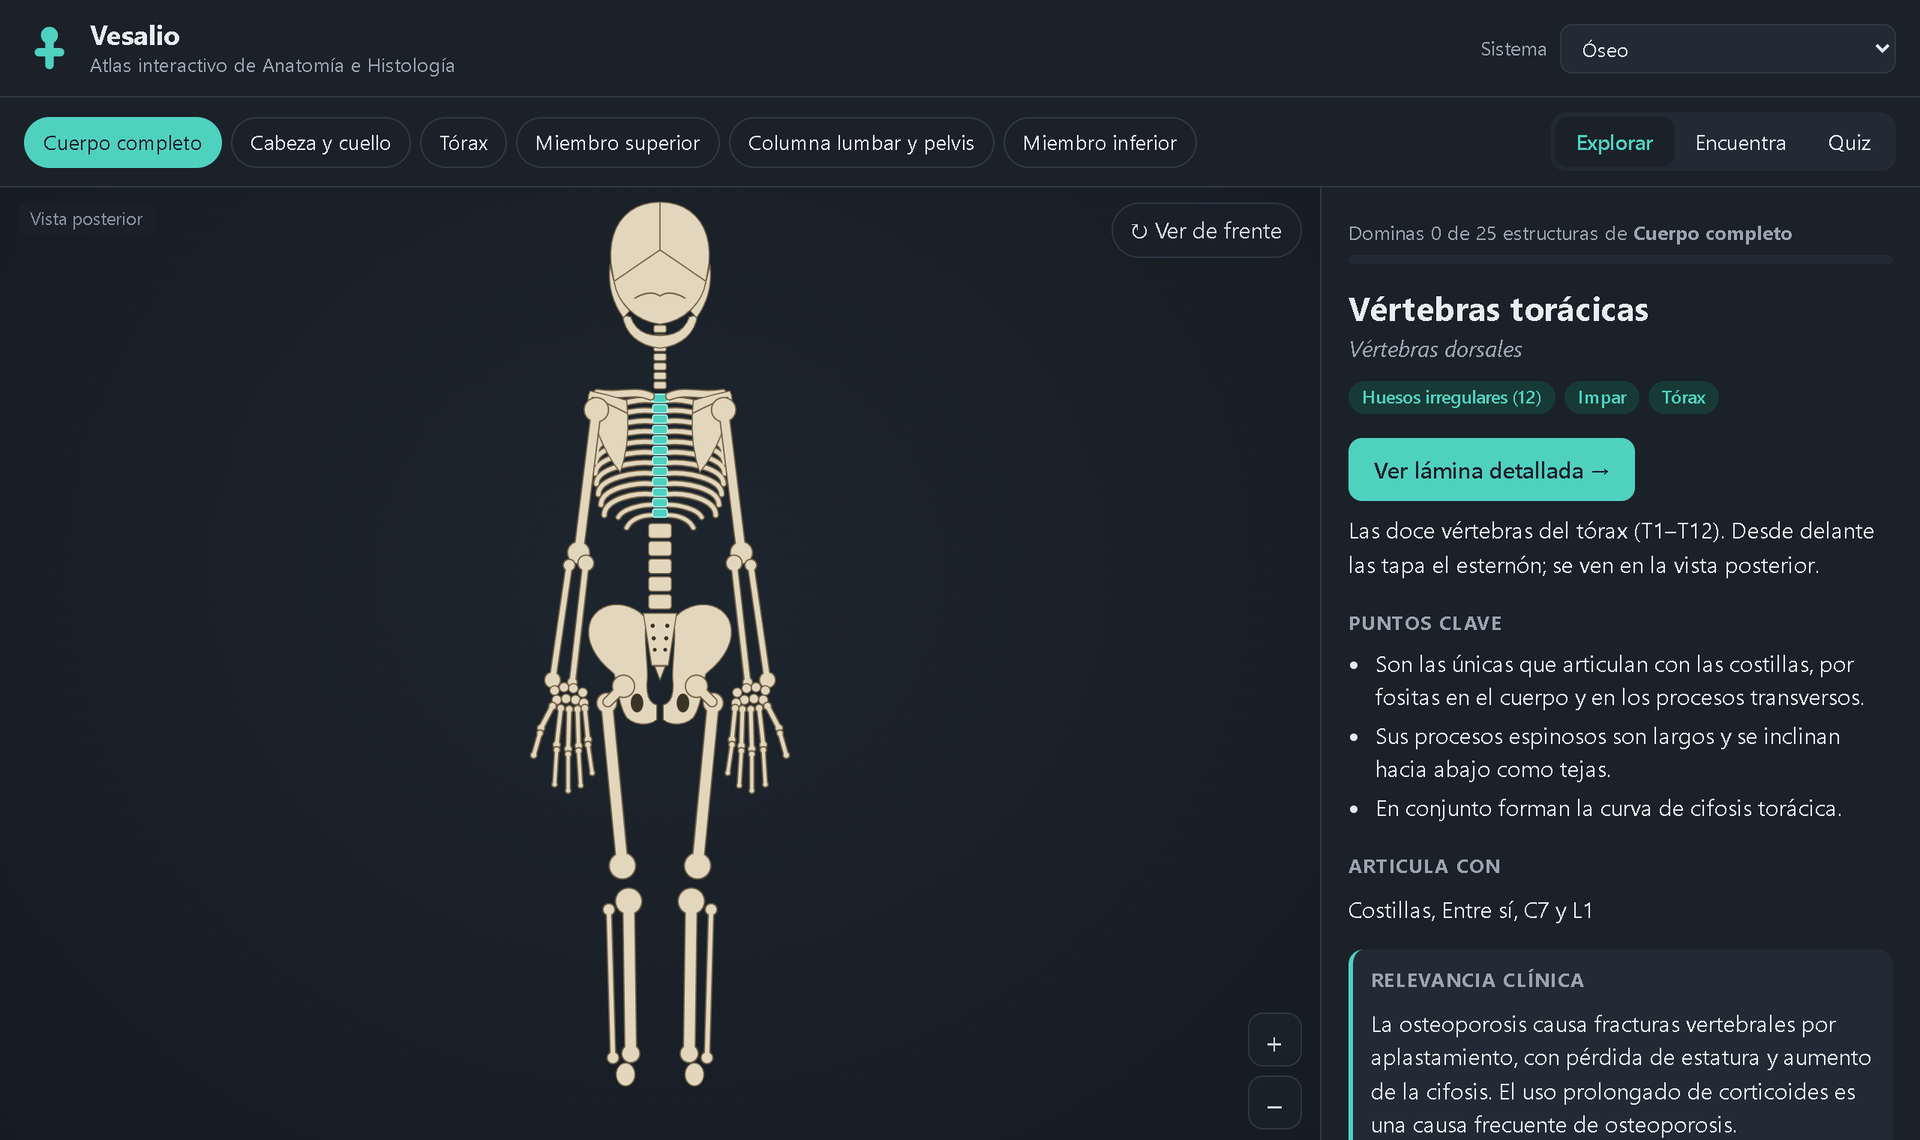 Vesalio
Atlas interactivo de Anatomía e Histología
Sistema
Óseo
Cuerpo completo
Cabeza y cuello
Tórax
Miembro superior
Columna lumbar y pelvis
Miembro inferior
Explorar
Encuentra
Quiz
Vista posterior
↻ Ver de frente
Dominas 0 de 25 estructuras de Cuerpo completo
Vértebras torácicas
Vértebras dorsales
Huesos irregulares (12)
Impar
Tórax
Ver lámina detallada →
Las doce vértebras del tórax (T1–T12). Desde delante
las tapa el esternón; se ven en la vista posterior.
PUNTOS CLAVE
• Son las únicas que articulan con las costillas, por
fositas en el cuerpo y en los procesos transversos.
• Sus procesos espinosos son largos y se inclinan
hacia abajo como tejas.
• En conjunto forman la curva de cifosis torácica.
ARTICULA CON
Costillas, Entre sí, C7 y L1
RELEVANCIA CLÍNICA
La osteoporosis causa fracturas vertebrales por
aplastamiento, con pérdida de estatura y aumento
de la cifosis. El uso prolongado de corticoides es
una causa frecuente de osteoporosis.
+
−